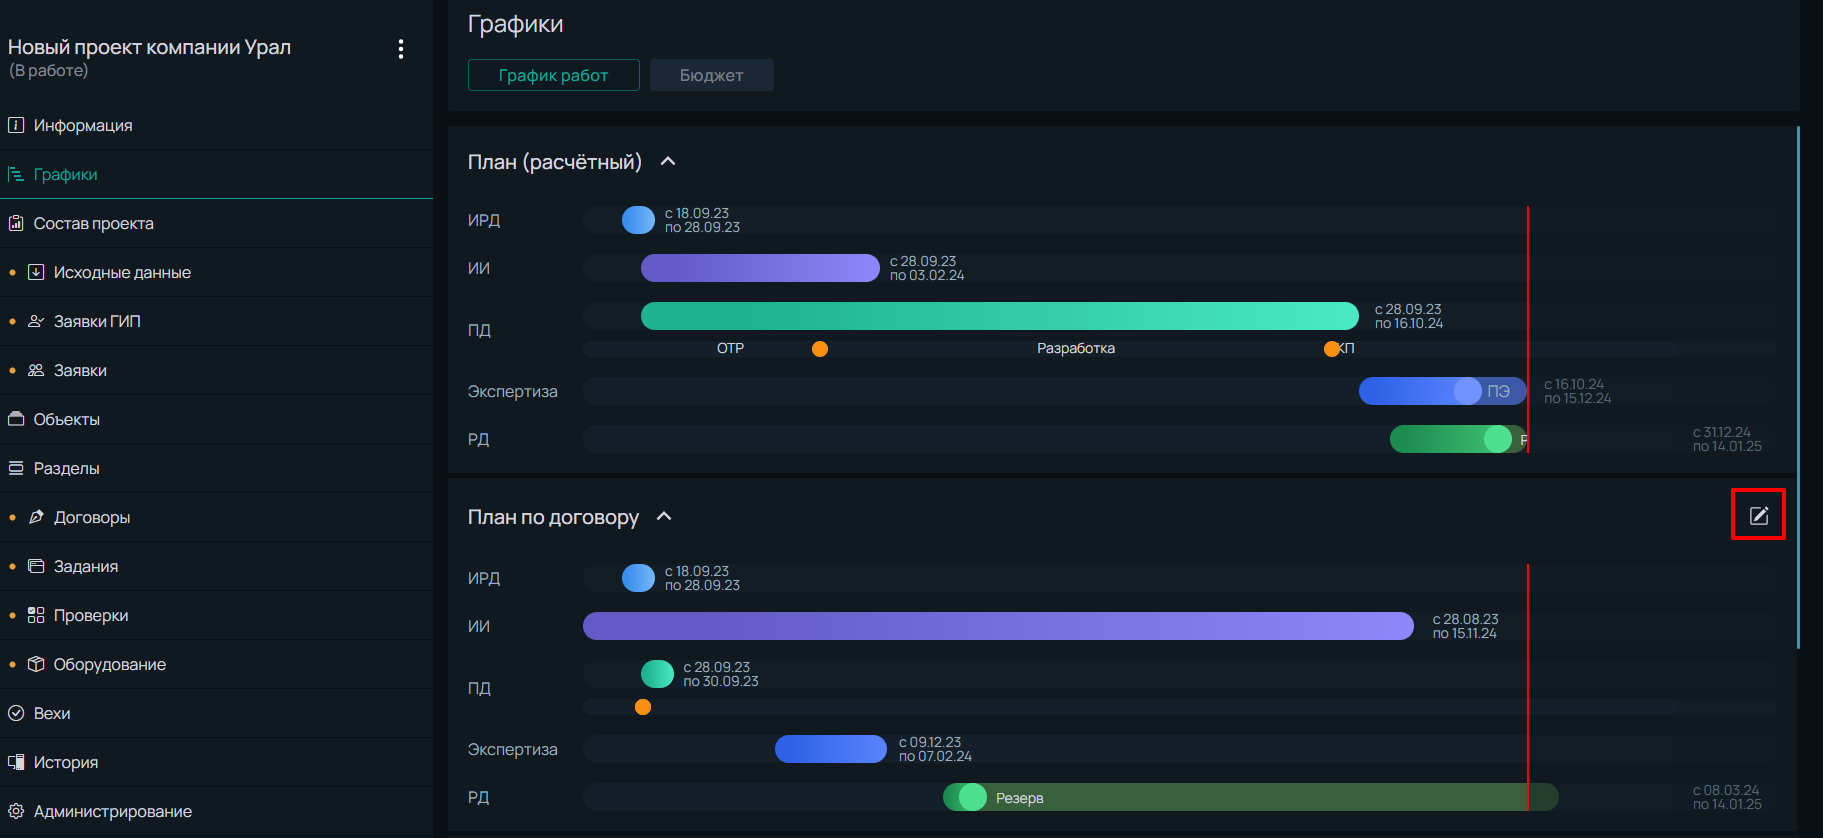 Новый проект компании Урал
(В работе)
Информация
Графики
Состав проекта
Исходные данные
Заявки ГИП
Заявки
Объекты
Разделы
Договоры
Задания
Проверки
Оборудование
Вехи
История
Администрирование
Графики
График работ
Бюджет
План (расчётный)
ИРД
с 18.09.23
по 28.09.23
ИИ
с 28.09.23
по 03.02.24
ПД
с 28.09.23
по 16.10.24
ОТР
Разработка
КП
Экспертиза
ПЭ
с 16.10.24
по 15.12.24
РД
Р
с 31.12.24
по 14.01.25
План по договору
ИРД
с 18.09.23
по 28.09.23
ИИ
с 28.08.23
по 15.11.24
ПД
с 28.09.23
по 30.09.23
Экспертиза
с 09.12.23
по 07.02.24
РД
Резерв
с 08.03.24
по 14.01.25